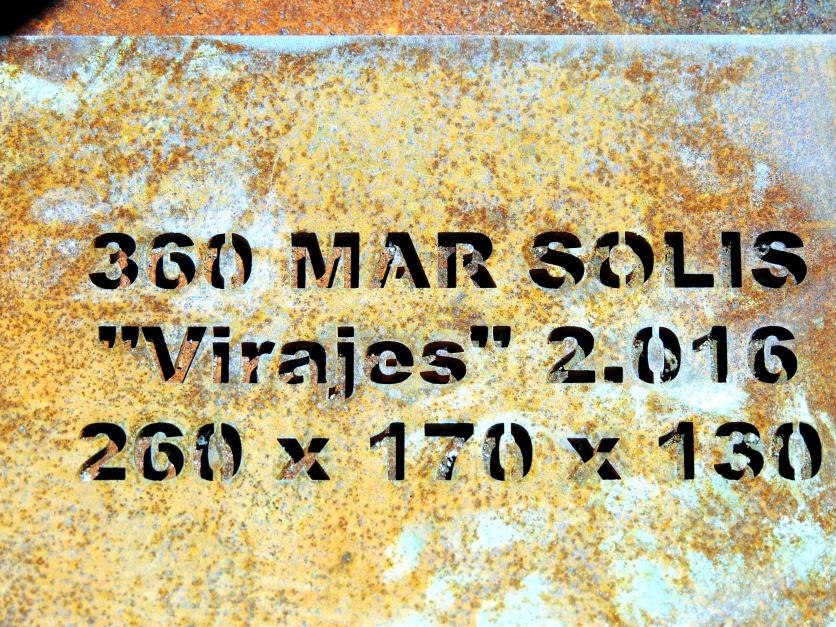 360 MAR SOLIS
"Virajes" 2.016
260 x 170 x 130